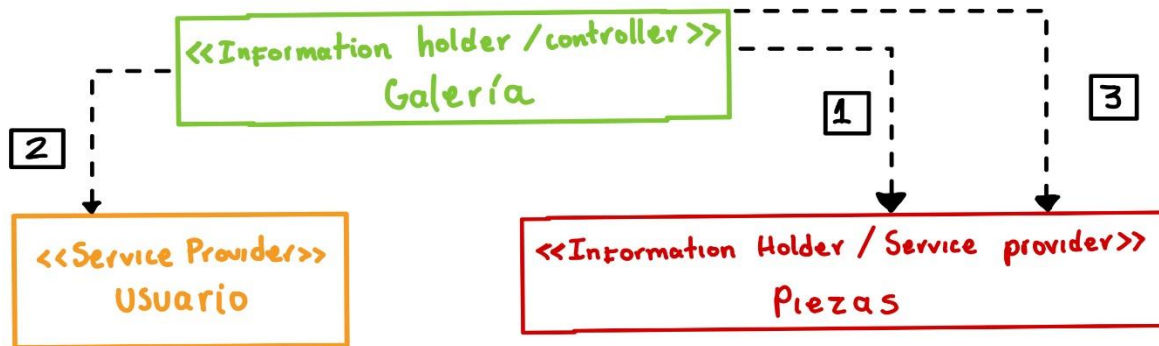 <<Information holder / controller>>
Galería
2
1
3
<<Service Provider>>
Usuario
<<Information Holder / Service provider>>
Piezas